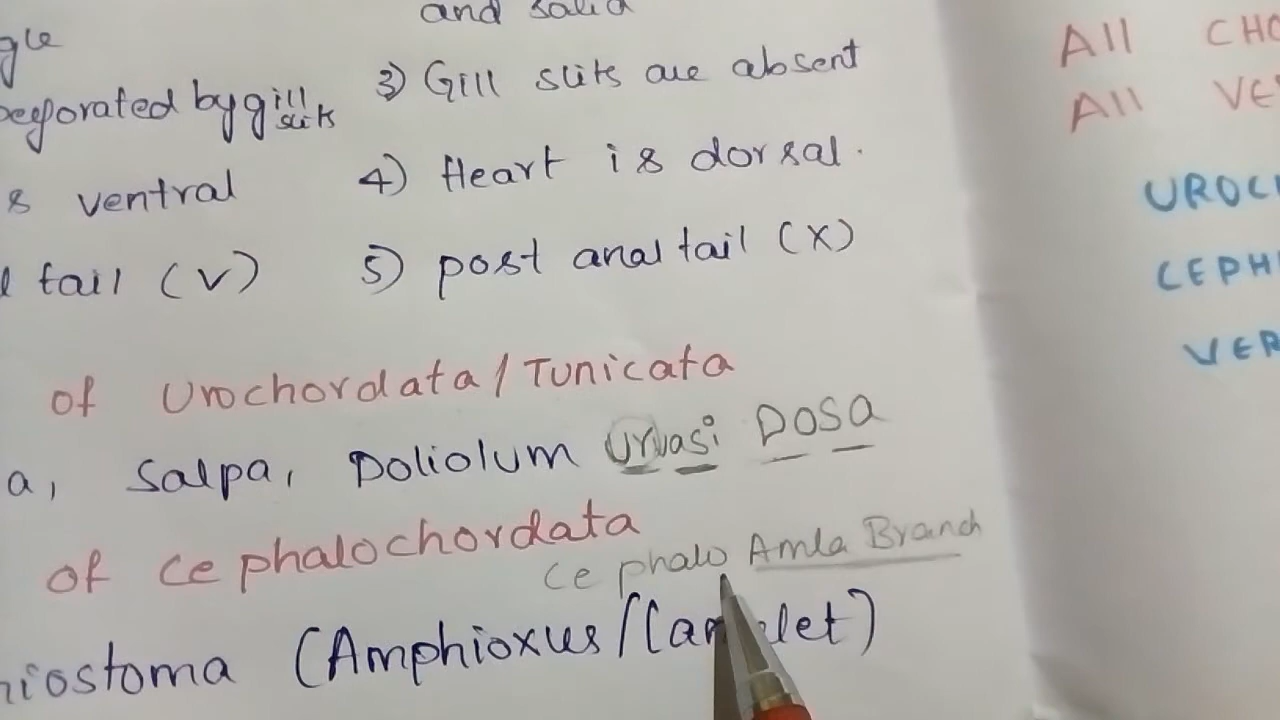 and solid
gle
perforated by gill slits
3) Gill slits are absent
s ventral
4) Heart is dorsal.
l tail (✓)
5) post anal tail (x)
of Urochordata/Tunicata
a, Salpa, Doliolum Urvasi DOSA
of cephalochordata
cephalo Amla Branch
iostoma (Amphioxus/
All CHO
All VE
UROC
CEPH
VER